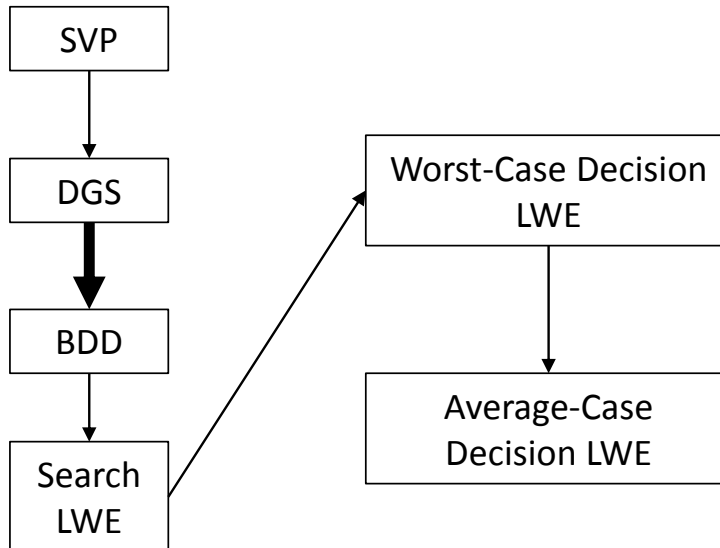 SVP
DGS
BDD
Search
LWE
Worst-Case Decision
LWE
Average-Case
Decision LWE